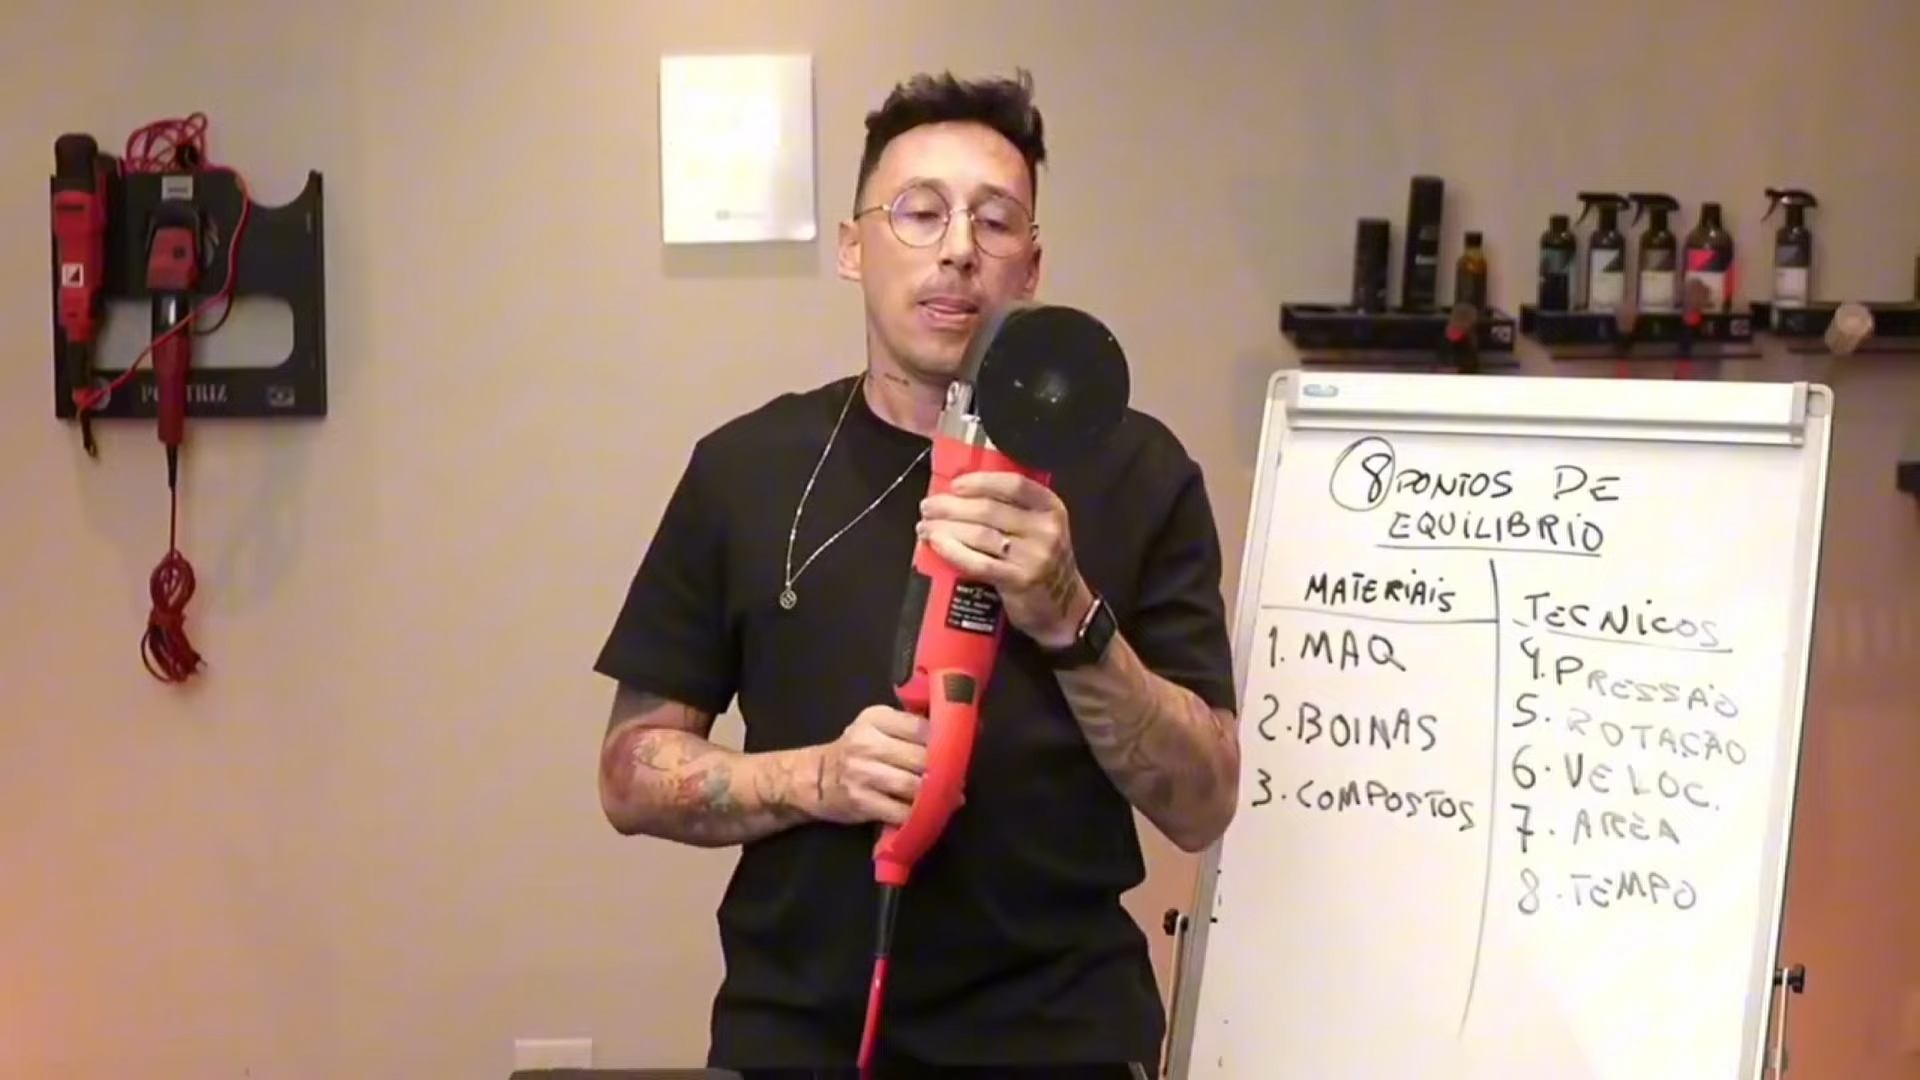 8 PONTOS DE
EQUILIBRIO
MATERIAIS
1. MAQ
2. BOINAS
3. COMPOSTOS
TECNICOS
4. PRESSÃO
5. ROTAÇÃO
6. VELOC.
7. AREA
8. TEMPO